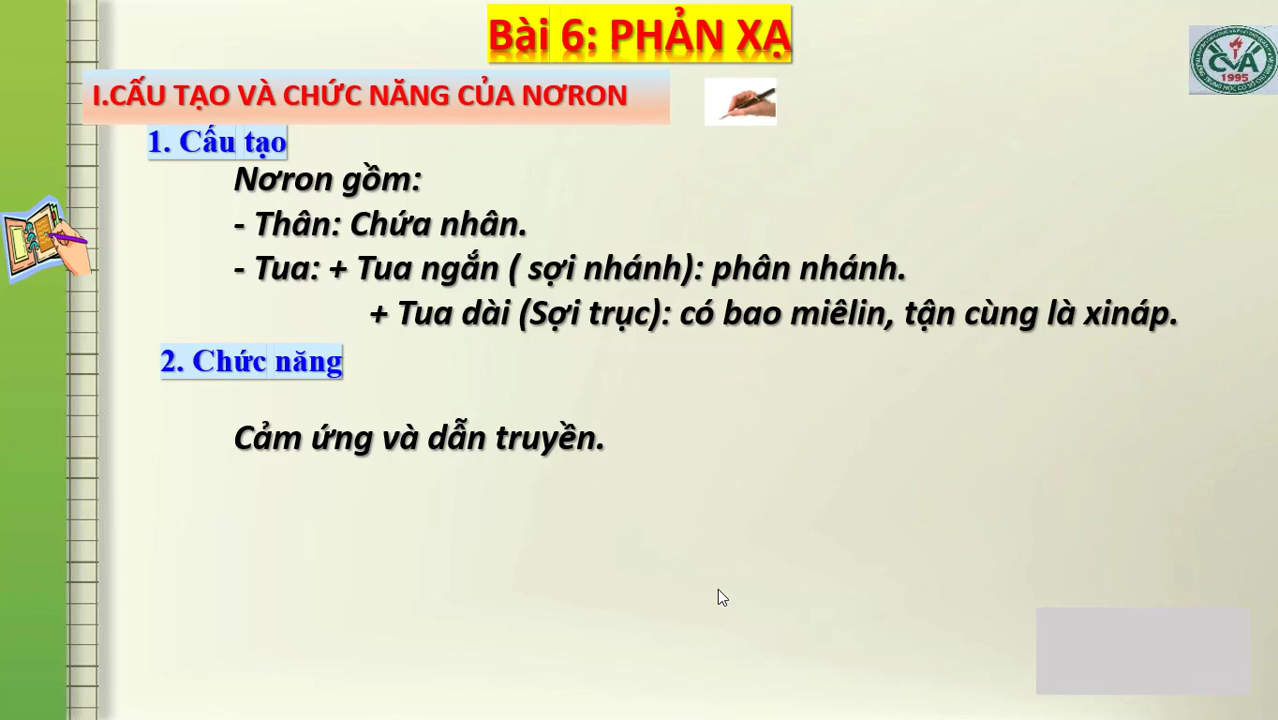 Bài 6: PHẢN XẠ
I.CẤU TẠO VÀ CHỨC NĂNG CỦA NƠRON
1. Cấu tạo
Nơron gồm:
- Thân: Chứa nhân.
- Tua: + Tua ngắn ( sợi nhánh): phân nhánh.
+ Tua dài (Sợi trục): có bao miêlin, tận cùng là xináp.
2. Chức năng
Cảm ứng và dẫn truyền.
CVA
1995